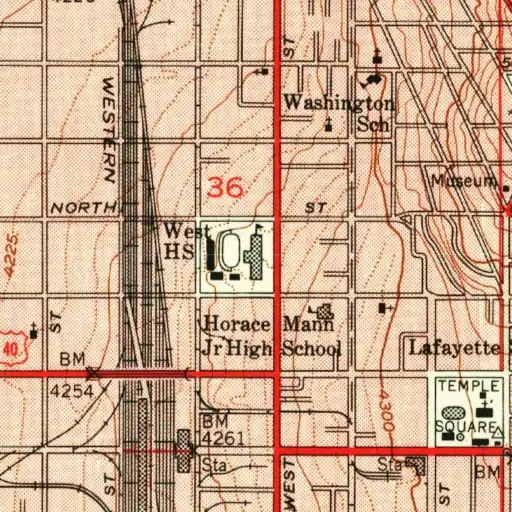 4226
WESTERN
ST
Washington
Sch
36
Museum
NORTH
ST
West
HS
4225
ST
40
Horace Mann
Jr High School
Lafayette
BM
4254
TEMPLE
SQUARE
4300
BM
4261
Sta
ST
WEST
Sta
ST
BM